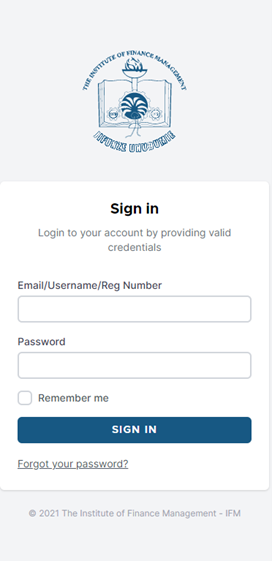 THE INSTITUTE OF FINANCE MANAGEMENT
Sign in
Login to your account by providing valid
credentials
Email/Username/Reg Number
Password
Remember me
SIGN IN
Forgot your password?
© 2021 The Institute of Finance Management - IFM